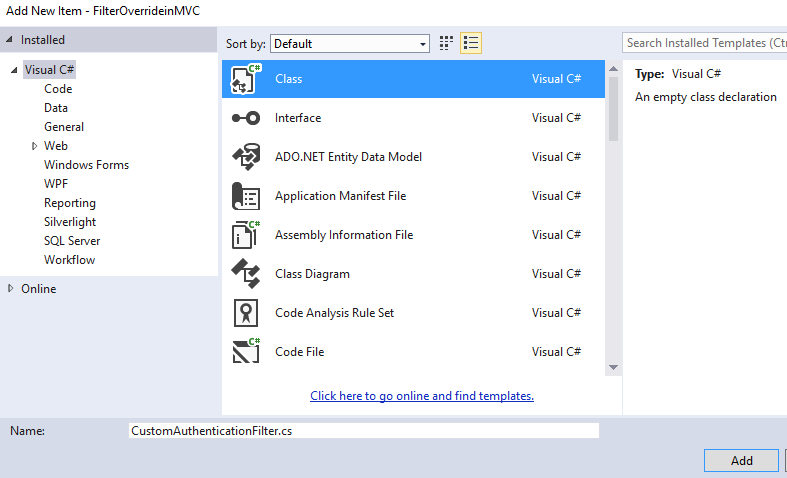 Add New Item - FilterOverrideinMVC
Installed
Visual C#
Code
Data
General
Web
Windows Forms
WPF
Reporting
Silverlight
SQL Server
Workflow
Online
Sort by: Default
Search Installed Templates (Ctr
C# Class Visual C#
Interface Visual C#
ADO.NET Entity Data Model Visual C#
Application Manifest File Visual C#
C# Assembly Information File Visual C#
Class Diagram Visual C#
Code Analysis Rule Set Visual C#
C# Code File Visual C#
Click here to go online and find templates.
Type: Visual C#
An empty class declaration
Name: CustomAuthenticationFilter.cs
Add